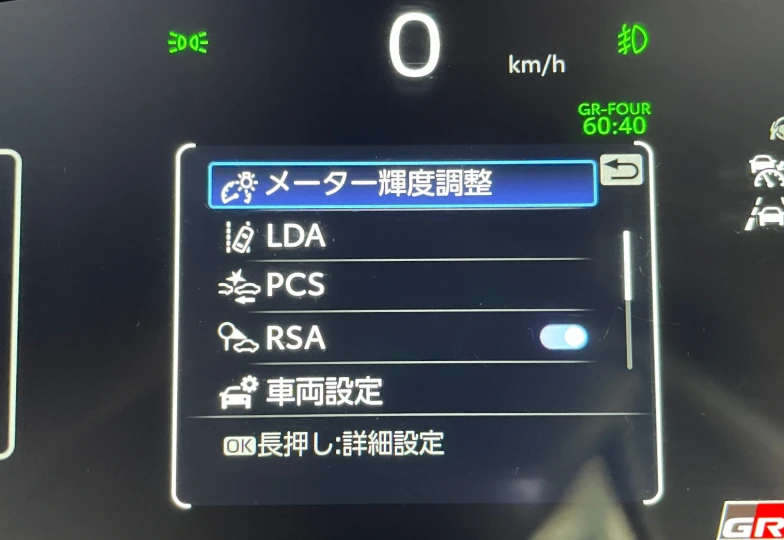 0 km/h
GR-FOUR
60:40
メーター輝度調整
LDA
PCS
RSA
車両設定
OK長押し:詳細設定
GR